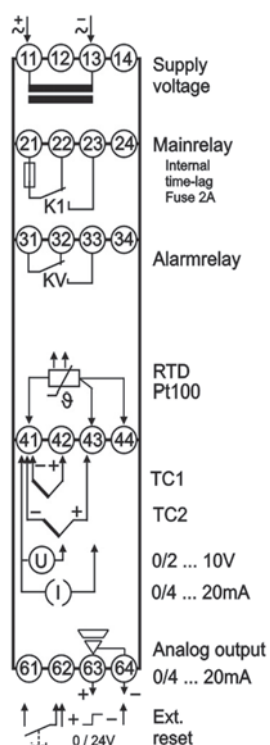 ~+ ~−
11 12 13 14
Supply
voltage
21 22 23 24
Mainrelay
Internal
time-lag
Fuse 2A
K1
31 32 33 34
KV
Alarmrelay
RTD
Pt100
ϑ
41 42 43 44
− +
TC1
− +
TC2
U
0/2 ... 10V
I
0/4 ... 20mA
Analog output
61 62 63 64
0/4 ... 20mA
+ −
+ −
Ext.
0 / 24V
reset